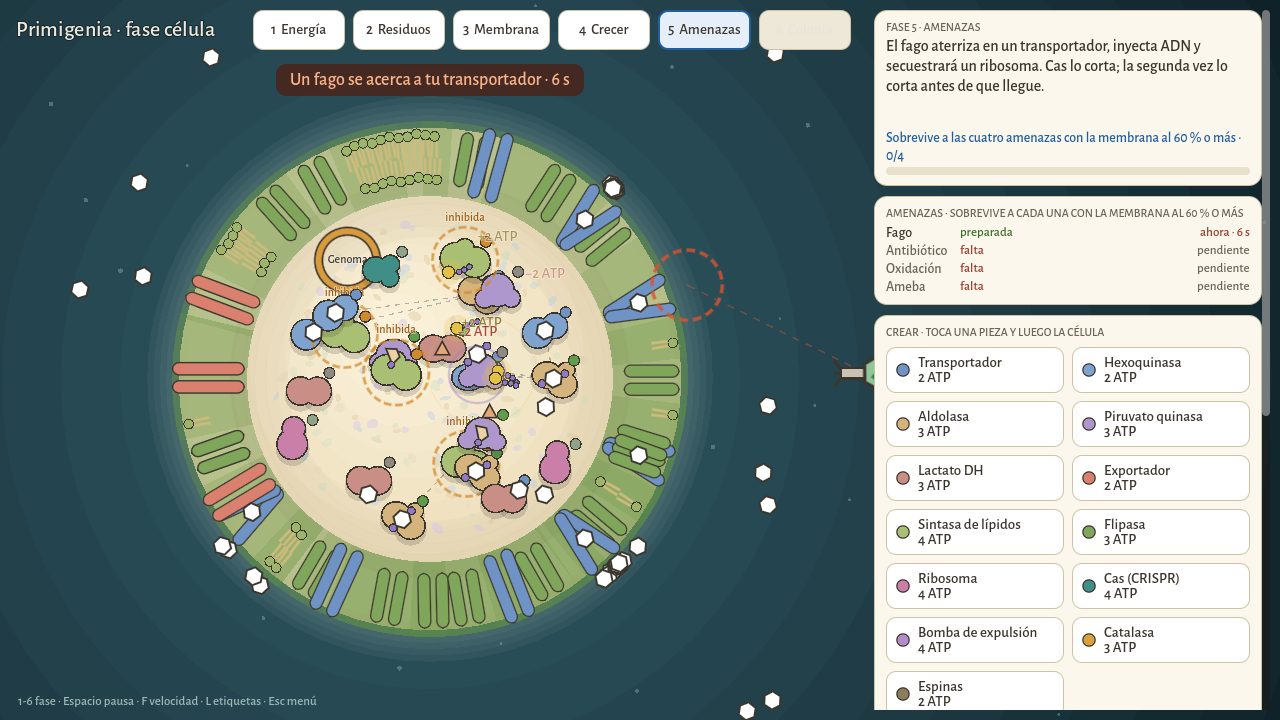 Primigenia · fase célula
1 Energía
2 Residuos
3 Membrana
4 Crecer
5 Amenazas
Un fago se acerca a tu transportador · 6 s
inhibida
−2 ATP
Genoma
inhibida
2 ATP
FASE 5 · AMENAZAS
El fago aterriza en un transportador, inyecta ADN y
secuestrará un ribosoma. Cas lo corta; la segunda vez lo
corta antes de que llegue.
Sobrevive a las cuatro amenazas con la membrana al 60 % o más ·
0/4
AMENAZAS · SOBREVIVE A CADA UNA CON LA MEMBRANA AL 60 % O MÁS
Fago preparada ahora · 6 s
Antibiótico falta pendiente
Oxidación falta pendiente
Ameba falta pendiente
CREAR · TOCA UNA PIEZA Y LUEGO LA CÉLULA
Transportador
2 ATP
Hexoquinasa
2 ATP
Aldolasa
3 ATP
Piruvato quinasa
3 ATP
Lactato DH
3 ATP
Exportador
2 ATP
Sintasa de lípidos
4 ATP
Flipasa
3 ATP
Ribosoma
4 ATP
Cas (CRISPR)
4 ATP
Bomba de expulsión
4 ATP
Catalasa
3 ATP
Espinas
2 ATP
1-6 fase · Espacio pausa · F velocidad · L etiquetas · Esc menú